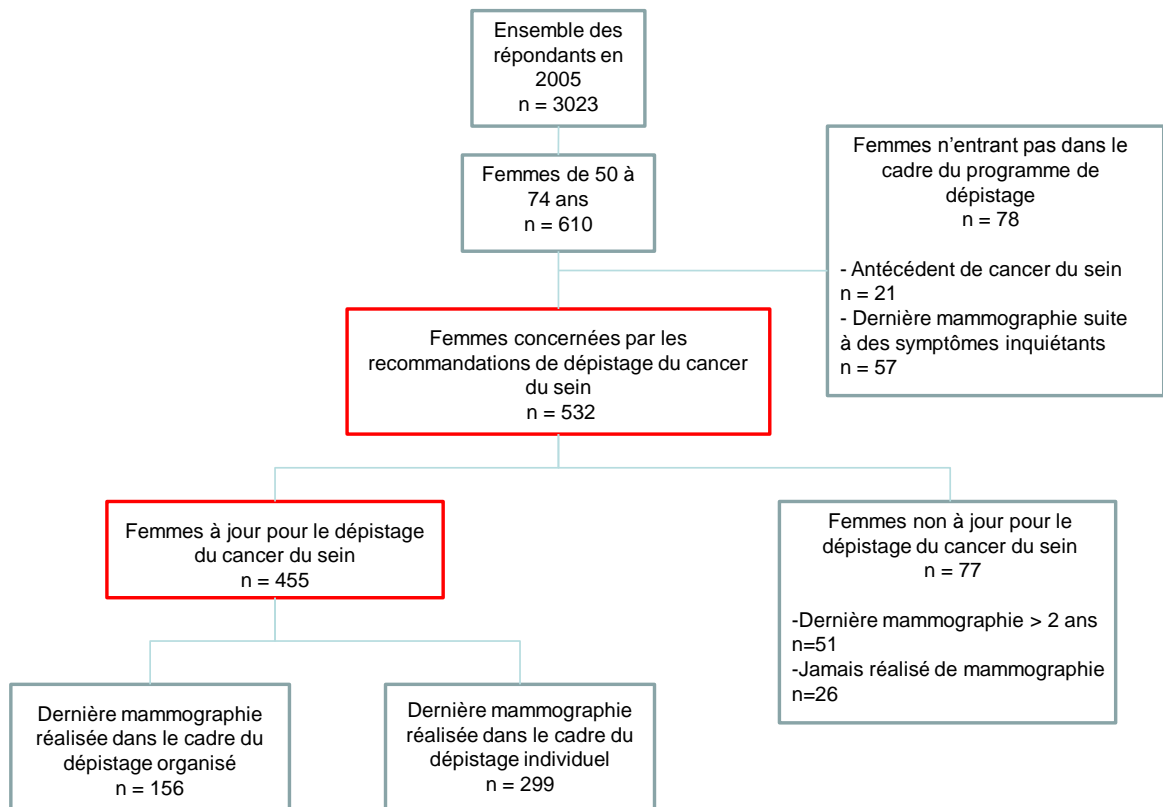 Ensemble des
répondants en
2005
n = 3023
Femmes de 50 à
74 ans
n = 610
Femmes n'entrant pas dans le
cadre du programme de
dépistage
n = 78
- Antécédent de cancer du sein
n = 21
- Dernière mammographie suite
à des symptômes inquiétants
n = 57
Femmes concernées par les
recommandations de dépistage du cancer
du sein
n = 532
Femmes à jour pour le dépistage
du cancer du sein
n = 455
Femmes non à jour pour le
dépistage du cancer du sein
n = 77
-Dernière mammographie > 2 ans
n=51
-Jamais réalisé de mammographie
n=26
Dernière mammographie
réalisée dans le cadre du
dépistage organisé
n = 156
Dernière mammographie
réalisée dans le cadre du
dépistage individuel
n = 299